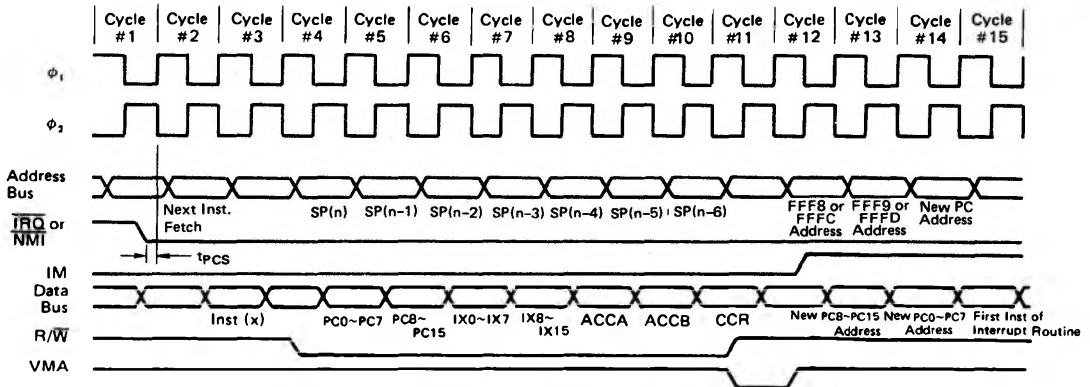 Cycle #1 Cycle #2 Cycle #3 Cycle #4 Cycle #5 Cycle #6 Cycle #7 Cycle #8 Cycle #9 Cycle #10 Cycle #11 Cycle #12 Cycle #13 Cycle #14 Cycle #15
φ₁
φ₂
Address Bus
Next Inst. Fetch
SP(n) SP(n-1) SP(n-2) SP(n-3) SP(n-4) SP(n-5) SP(n-6)
FFF8 or FFFC Address
FFF9 or FFFD Address
New PC Address
IRQ or NMI
tPCS
IM
Data Bus
Inst (x)
PC0~PC7
PC8~PC15
IX0~IX7
IX8~IX15
ACCA
ACCB
CCR
New PC8~PC15 Address
New PC0~PC7 Address
First Inst of Interrupt Routine
R/W
VMA